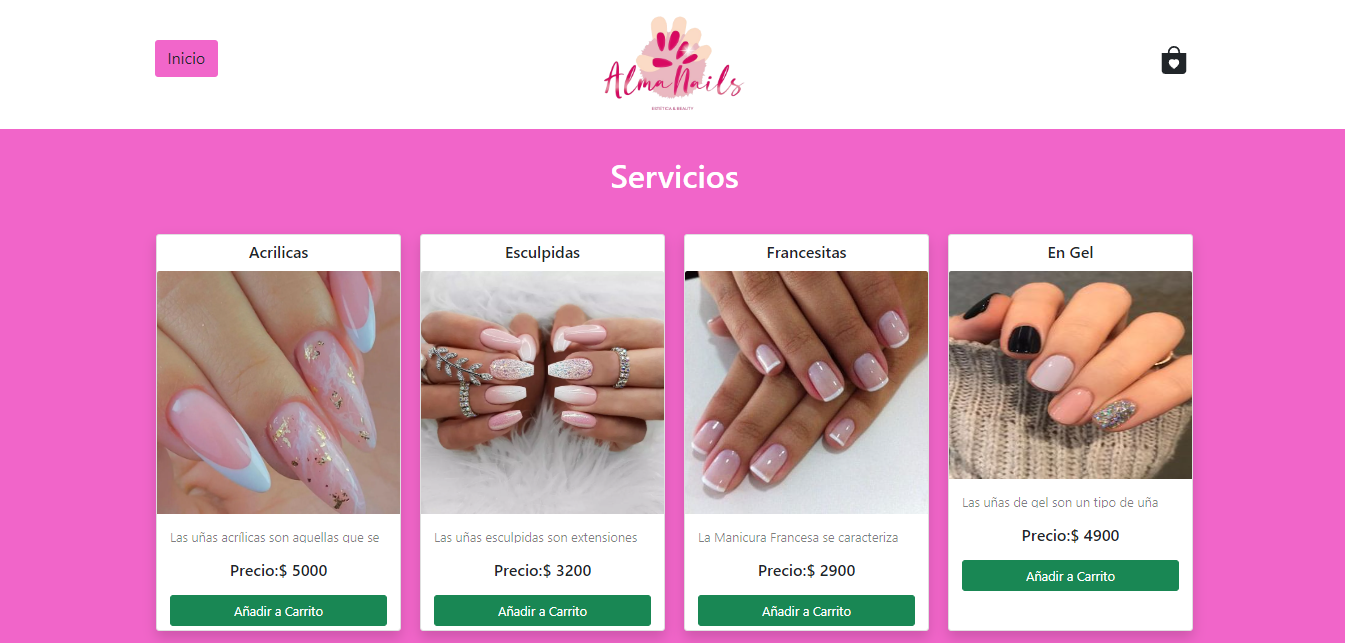 Inicio
Alma Nails
ESTÉTICA & BEAUTY
Servicios
Acrilicas
Esculpidas
Francesitas
En Gel
Las uñas acrílicas son aquellas que se
Las uñas esculpidas son extensiones
La Manicura Francesa se caracteriza
Las uñas de gel son un tipo de uña
Precio:$ 5000
Precio:$ 3200
Precio:$ 2900
Precio:$ 4900
Añadir a Carrito
Añadir a Carrito
Añadir a Carrito
Añadir a Carrito